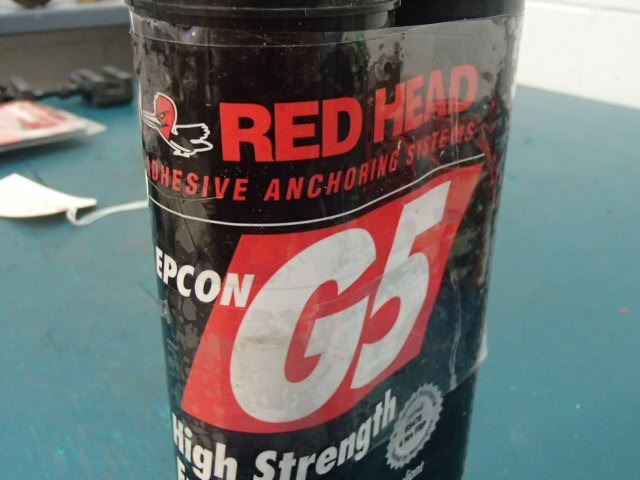 RED HEAD
ADHESIVE ANCHORING SYSTEMS
EPCON
G5
High Strength